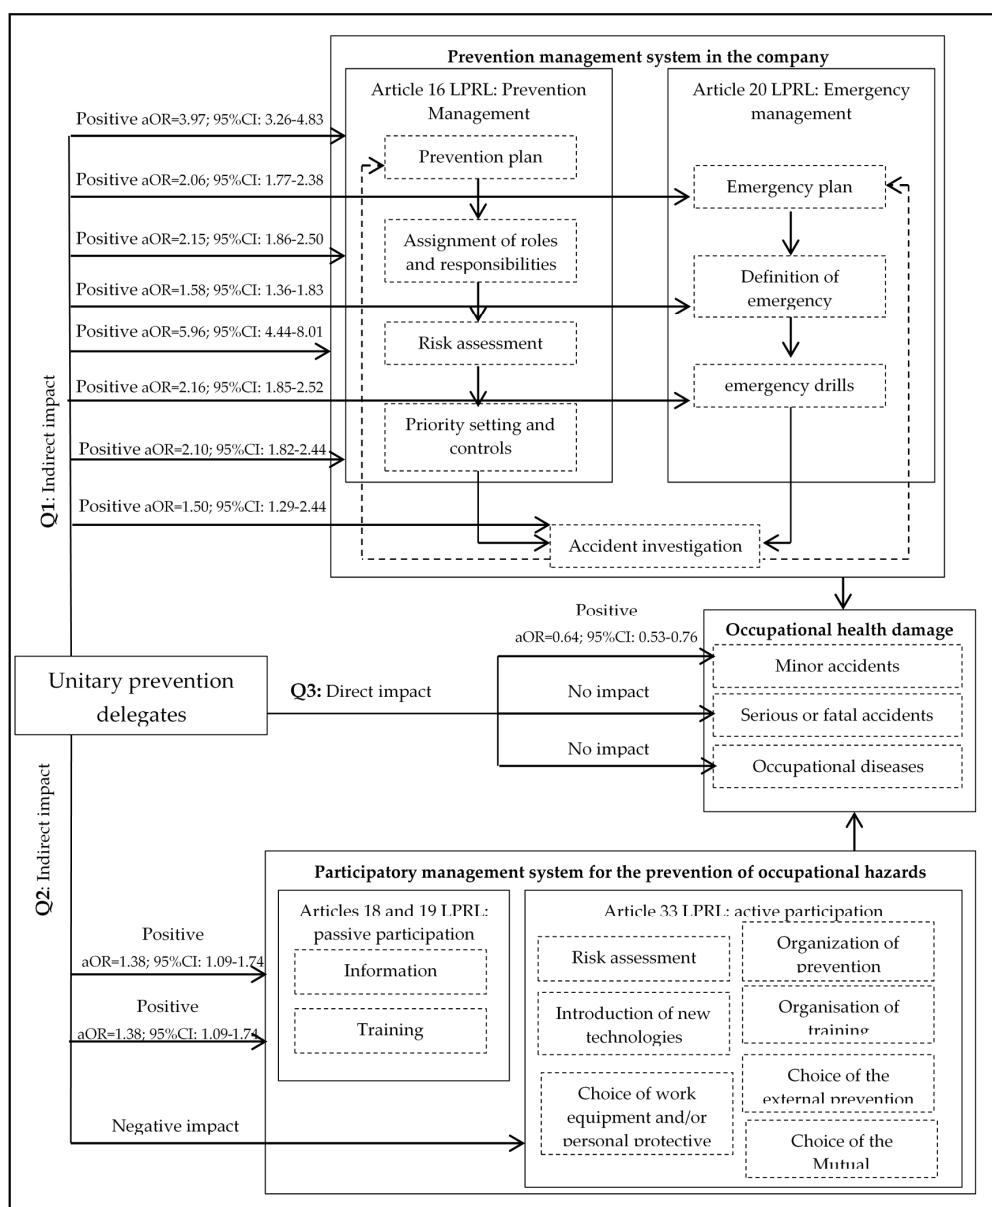 Prevention management system in the company
Article 16 LPRL: Prevention
Management
Prevention plan
Assignment of roles
and responsibilities
Risk assessment
Priority setting and
controls
Article 20 LPRL: Emergency
management
Emergency plan
Definition of
emergency
emergency drills
Accident investigation
Positive aOR=3.97; 95%CI: 3.26-4.83
Positive aOR=2.06; 95%CI: 1.77-2.38
Positive aOR=2.15; 95%CI: 1.86-2.50
Positive aOR=1.58; 95%CI: 1.36-1.83
Positive aOR=5.96; 95%CI: 4.44-8.01
Positive aOR=2.16; 95%CI: 1.85-2.52
Positive aOR=2.10; 95%CI: 1.82-2.44
Positive aOR=1.50; 95%CI: 1.29-2.44
Q1: Indirect impact
Unitary prevention
delegates
Q3: Direct impact
Positive
aOR=0.64; 95%CI: 0.53-0.76
No impact
No impact
Occupational health damage
Minor accidents
Serious or fatal accidents
Occupational diseases
Q2: Indirect impact
Participatory management system for the prevention of occupational hazards
Articles 18 and 19 LPRL:
passive participation
Information
Training
Article 33 LPRL: active participation
Risk assessment
Introduction of new
technologies
Choice of work
equipment and/or
personal protective
Organization of
prevention
Organisation of
training
Choice of the
external prevention
Choice of the
Mutual
Positive
aOR=1.38; 95%CI: 1.09-1.74
Positive
aOR=1.38; 95%CI: 1.09-1.74
Negative impact